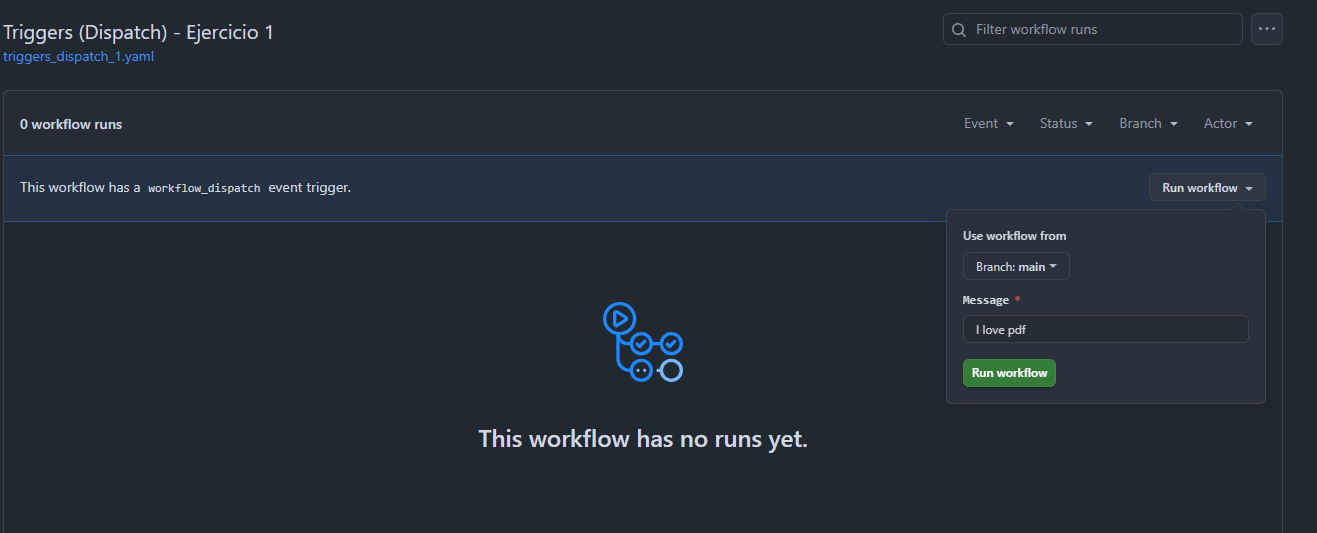 Triggers (Dispatch) - Ejercicio 1
Filter workflow runs
triggers_dispatch_1.yaml
0 workflow runs
Event
Status
Branch
Actor
This workflow has a workflow_dispatch event trigger.
Run workflow
Use workflow from
Branch: main
Message *
I love pdf
Run workflow
This workflow has no runs yet.